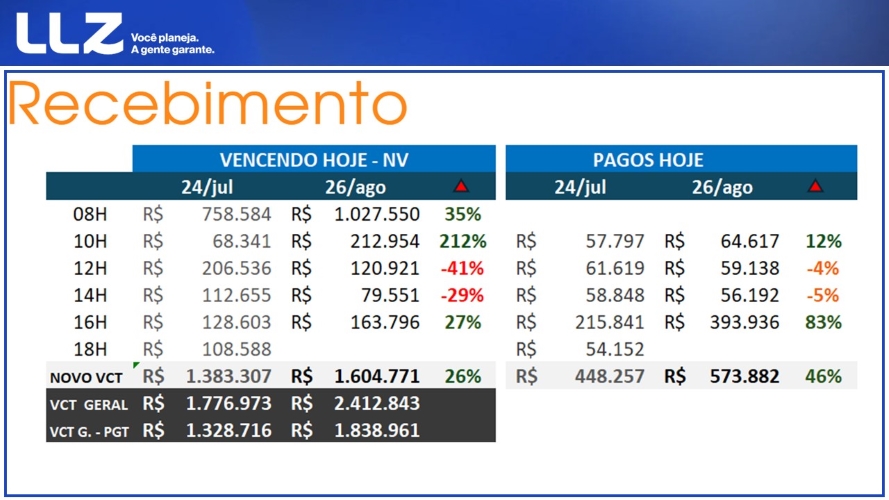 LLZ
Você planeja.
A gente garante.
Recebimento
VENCENDO HOJE - NV PAGOS HOJE
24/jul 26/ago 24/jul 26/ago
08H R$ 758.584 R$ 1.027.550 35%
10H R$ 68.341 R$ 212.954 212% R$ 57.797 R$ 64.617 12%
12H R$ 206.536 R$ 120.921 -41% R$ 61.619 R$ 59.138 -4%
14H R$ 112.655 R$ 79.551 -29% R$ 58.848 R$ 56.192 -5%
16H R$ 128.603 R$ 163.796 27% R$ 215.841 R$ 393.936 83%
18H R$ 108.588 R$ 54.152
NOVO VCT R$ 1.383.307 R$ 1.604.771 26% R$ 448.257 R$ 573.882 46%
VCT GERAL R$ 1.776.973 R$ 2.412.843
VCT G. - PGT R$ 1.328.716 R$ 1.838.961